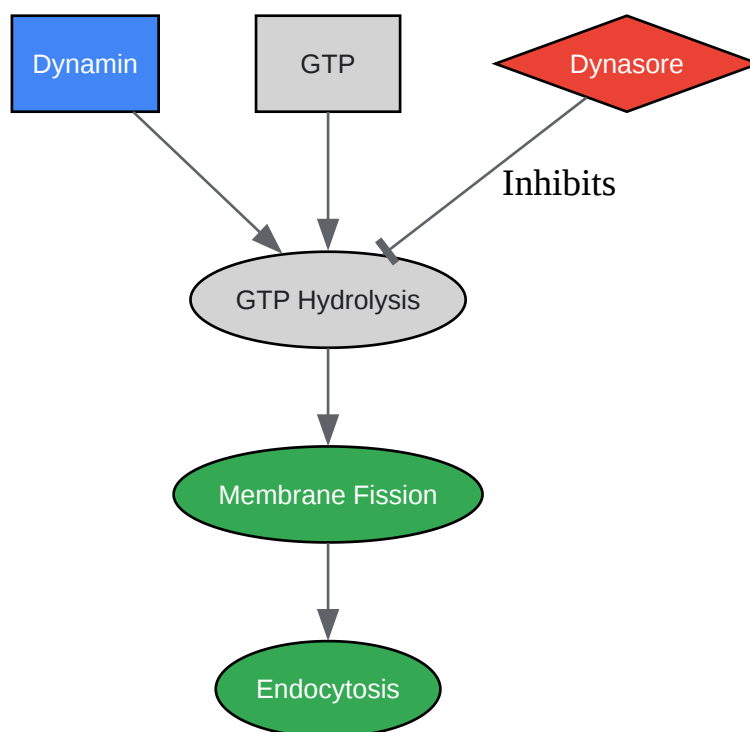 Dynamin
GTP
Dynasore
Inhibits
GTP Hydrolysis
Membrane Fission
Endocytosis